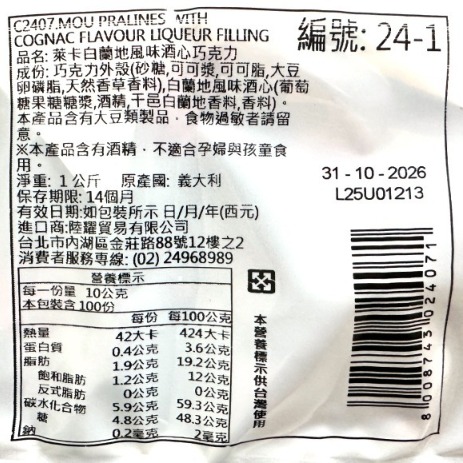 C2407.MOU PRALINES WITH
COGNAC FLAVOUR LIQUEUR FILLING
編號: 24-1
品名: 萊卡白蘭地風味酒心巧克力
成份: 巧克力外殼(砂糖,可可漿,可可脂,大豆
卵磷脂,天然香草香料),白蘭地風味酒心(葡萄
糖果糖糖漿,酒精,干邑白蘭地香料,香料)。
本產品含有大豆類製品，食物過敏者請留
意。
※本產品含有酒精，不適合孕婦與孩童食
用。
淨重: 1公斤 原產國: 義大利
保存期限: 14個月
有效日期:如包裝所示 日/月/年(西元)
進口商:陸耀貿易有限公司
台北市內湖區金莊路88號12樓之2
消費者服務專線: (02) 24968989
31-10-2026
L25U01213
營養標示
每一份量 10公克
本包裝含100份
每份 每100公克
熱量 42大卡 424大卡
蛋白質 0.4公克 3.6公克
脂肪 1.9公克 19.2公克
飽和脂肪 1.2公克 12公克
反式脂肪 0公克 0公克
碳水化合物 5.9公克 59.3公克
糖 4.8公克 48.3公克
鈉 0.2毫克 2毫克
本營養標示供台灣使用
8008743024071